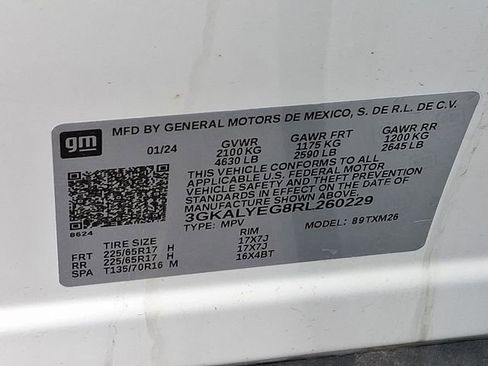 gm
MFD BY GENERAL MOTORS DE MEXICO, S. DE R.L. DE C.V.
01/24 GVWR GAWR FRT GAWR RR
2100 KG 1175 KG 1200 KG
4630 LB 2590 LB 2645 LB
THIS VEHICLE CONFORMS TO ALL
APPLICABLE U.S. FEDERAL MOTOR
VEHICLE SAFETY AND THEFT PREVENTION
STANDARDS IN EFFECT ON THE DATE OF
MANUFACTURE SHOWN ABOVE.
3GKALYEG8RL260229
TYPE: MPV MODEL: 89TXM26
8624
TIRE SIZE RIM
FRT 225/65R17 H 17X7J
RR 225/65R17 H 17X7J
SPA T135/70R16 M 16X4BT